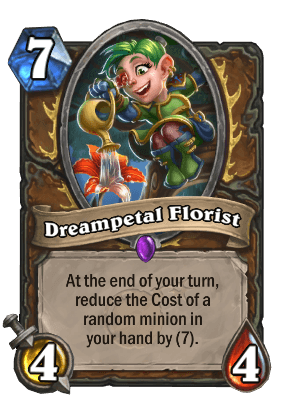 7
Dreampetal Florist
At the end of your turn,
reduce the Cost of a
random minion in
your hand by (7).
4 4